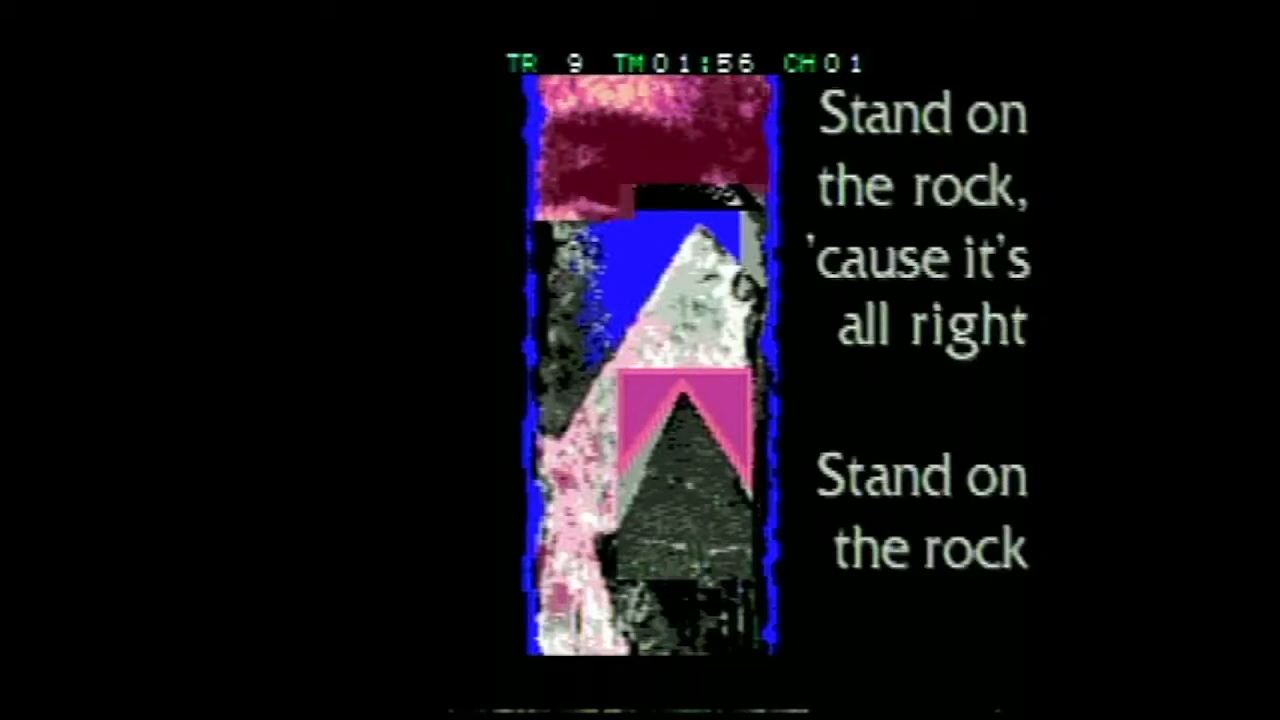 TR 9 TM01:56 CH01
Stand on
the rock,
'cause it's
all right
Stand on
the rock